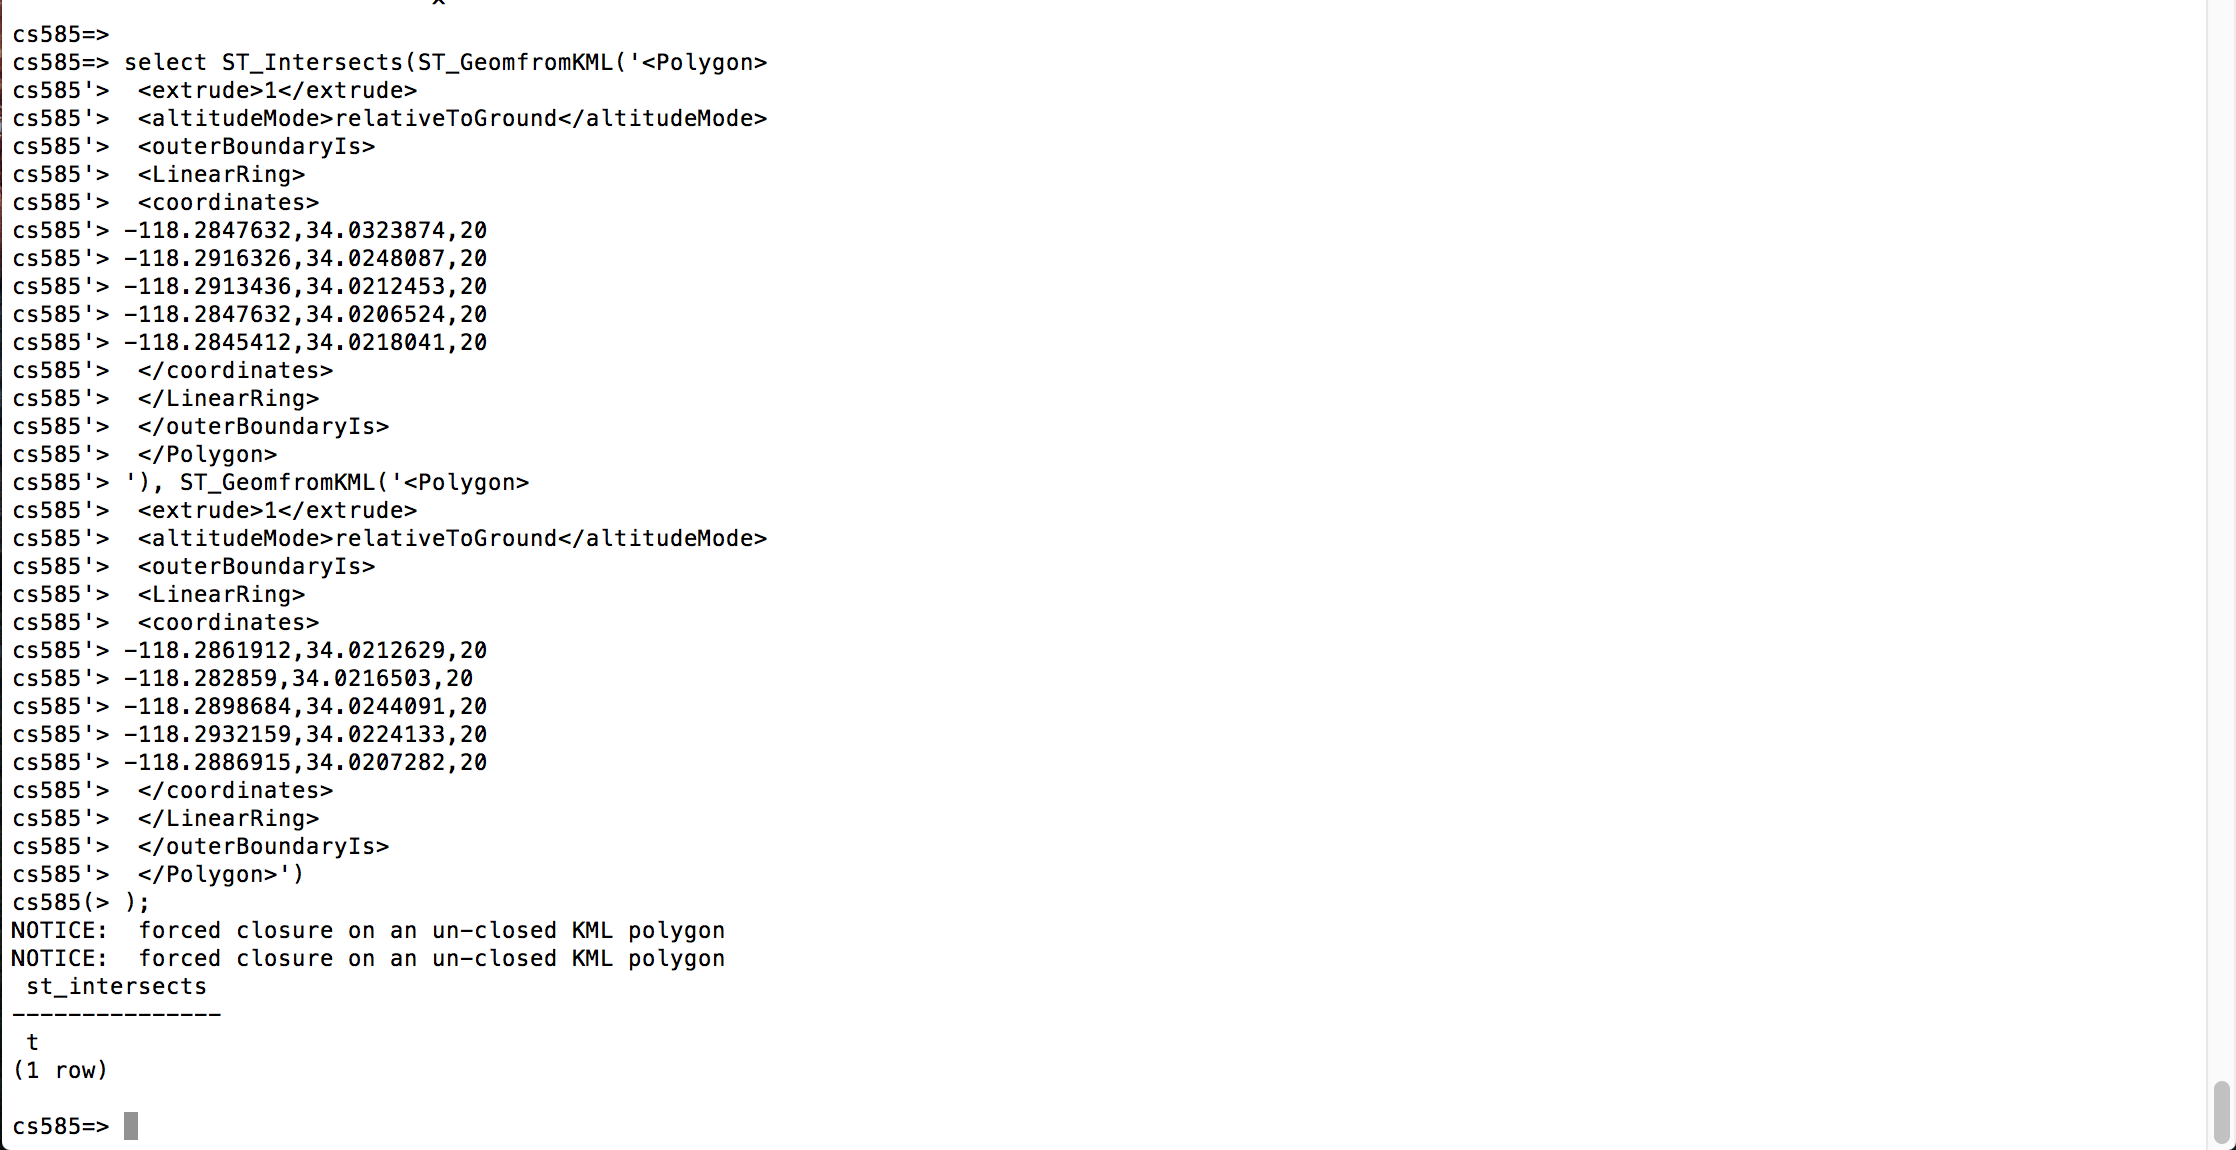 cs585=>
cs585=> select ST_Intersects(ST_GeomfromKML('<Polygon>
cs585'>  <extrude>1</extrude>
cs585'>  <altitudeMode>relativeToGround</altitudeMode>
cs585'>  <outerBoundaryIs>
cs585'>  <LinearRing>
cs585'>  <coordinates>
cs585'> -118.2847632,34.0323874,20
cs585'> -118.2916326,34.0248087,20
cs585'> -118.2913436,34.0212453,20
cs585'> -118.2847632,34.0206524,20
cs585'> -118.2845412,34.0218041,20
cs585'>  </coordinates>
cs585'>  </LinearRing>
cs585'>  </outerBoundaryIs>
cs585'>  </Polygon>
cs585'> '), ST_GeomfromKML('<Polygon>
cs585'>  <extrude>1</extrude>
cs585'>  <altitudeMode>relativeToGround</altitudeMode>
cs585'>  <outerBoundaryIs>
cs585'>  <LinearRing>
cs585'>  <coordinates>
cs585'> -118.2861912,34.0212629,20
cs585'> -118.282859,34.0216503,20
cs585'> -118.2898684,34.0244091,20
cs585'> -118.2932159,34.0224133,20
cs585'> -118.2886915,34.0207282,20
cs585'>  </coordinates>
cs585'>  </LinearRing>
cs585'>  </outerBoundaryIs>
cs585'>  </Polygon>')
cs585(> );
NOTICE:  forced closure on an un-closed KML polygon
NOTICE:  forced closure on an un-closed KML polygon
 st_intersects
---------------
 t
(1 row)
cs585=>